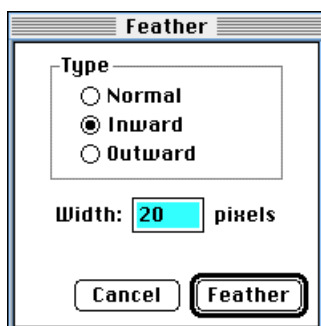 Feather
Type
Normal
Inward
Outward
Width: 20 pixels
Cancel Feather